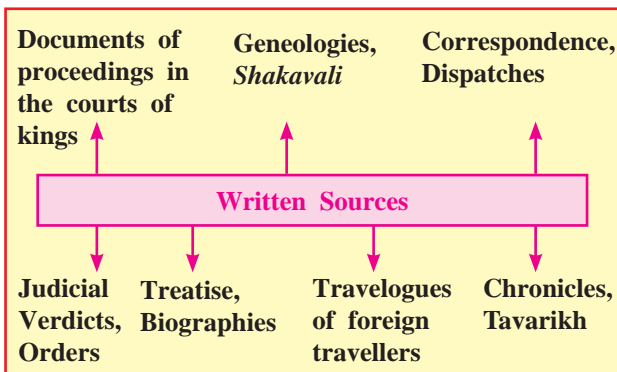 Documents of
proceedings in
the courts of
kings
Geneologies,
Shakavali
Correspondence,
Dispatches
Written Sources
Judicial
Verdicts,
Orders
Treatise,
Biographies
Travelogues
of foreign
travellers
Chronicles,
Tavarikh